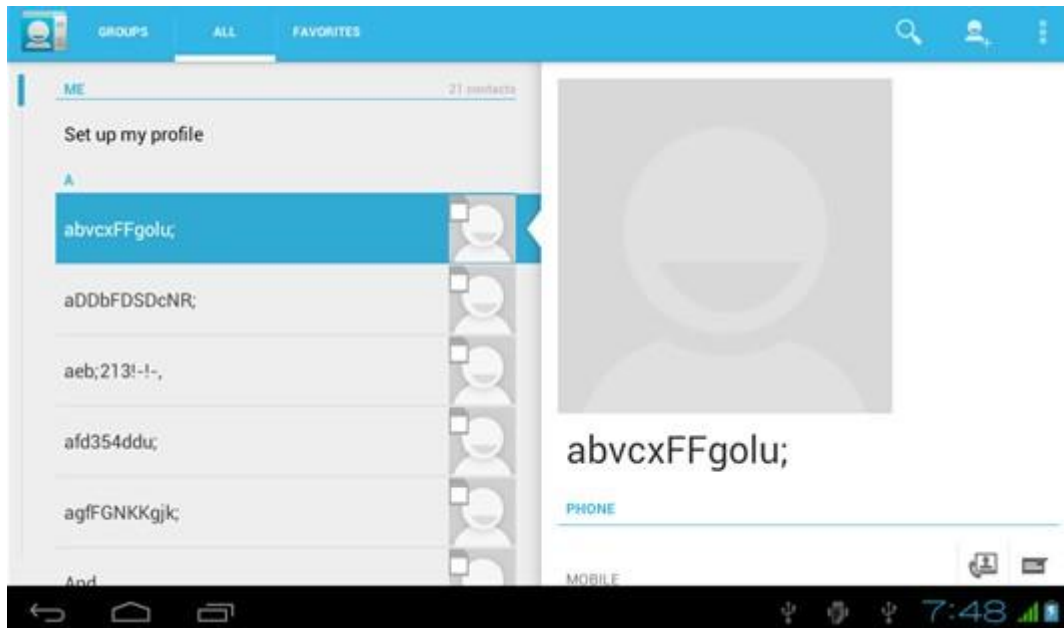 GROUPS ALL FAVORITES
ME 21 contacts
Set up my profile
A
abvcxFFgolu;
aDDbFDSDcNR;
aeb;213!-!-,
afd354ddu;
agfFGNKKgjk;
And
abvcxFFgolu;
PHONE
MOBILE
7:48